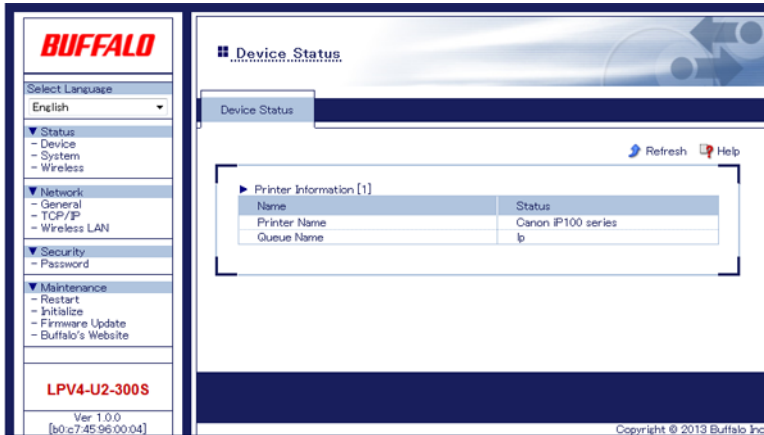 BUFFALO
Select Language
English
▼ Status
- Device
- System
- Wireless
▼ Network
- General
- TCP/IP
- Wireless LAN
▼ Security
- Password
▼ Maintenance
- Restart
- Initialize
- Firmware Update
- Buffalo's Website
LPV4-U2-300S
Ver 1.0.0
[b0:c7:45:96:00:04]
Device Status
Device Status
Refresh Help
Printer Information [1]
Name Status
Printer Name Canon iP100 series
Queue Name lp
Copyright © 2013 Buffalo Inc